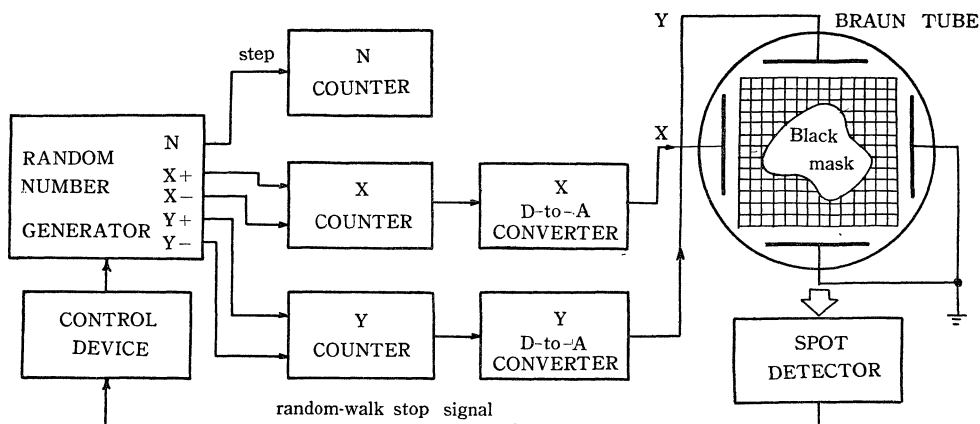 Y
BRAUN TUBE
step
N
COUNTER
N
RANDOM
NUMBER
GENERATOR
X+
X-
Y+
Y-
X
COUNTER
X
D-to-A
CONVERTER
X
Black
mask
CONTROL
DEVICE
Y
COUNTER
Y
D-to-A
CONVERTER
SPOT
DETECTOR
random-walk stop signal